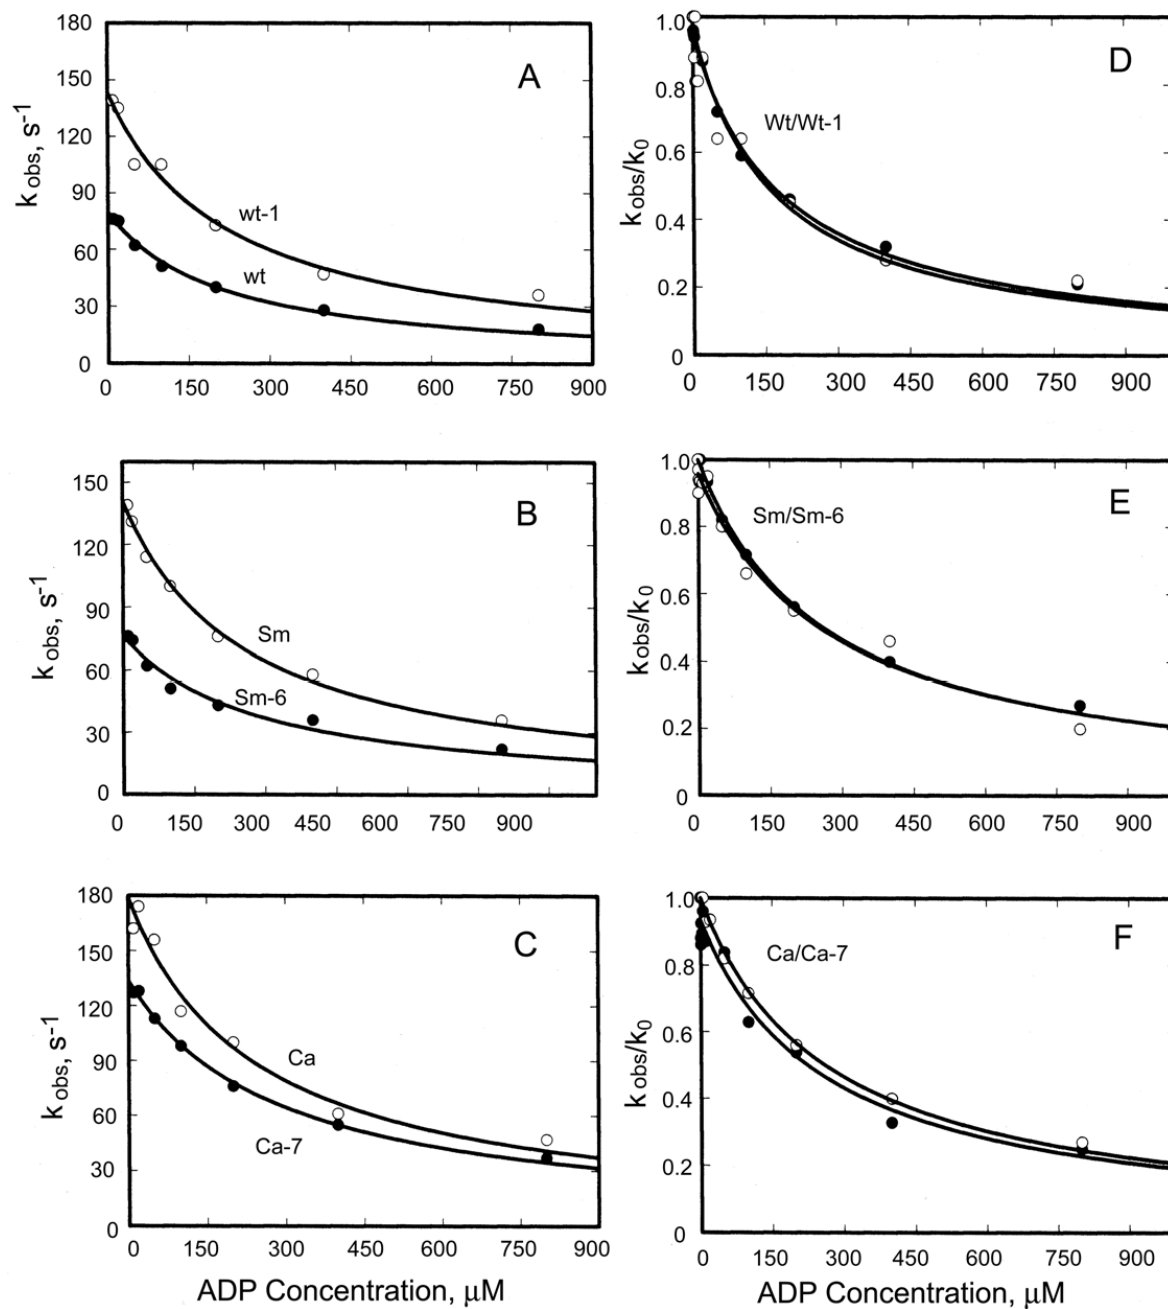 A
k obs, s-1
180
150
120
90
60
30
0
wt-1
wt
0 150 300 450 600 750 900
D
kobs/k0
1.0
0.8
0.6
0.4
0.2
0
Wt/Wt-1
0 150 300 450 600 750 900
B
k obs, s-1
150
120
90
60
30
0
Sm
Sm-6
0 150 300 450 600 750 900
E
kobs/k0
1.0
0.8
0.6
0.4
0.2
0
Sm/Sm-6
0 150 300 450 600 750 900
C
k obs, s-1
180
150
120
90
60
30
0
Ca
Ca-7
0 150 300 450 600 750 900
ADP Concentration, μM
F
kobs/k0
1.0
0.8
0.6
0.4
0.2
0
Ca/Ca-7
0 150 300 450 600 750 900
ADP Concentration, μM